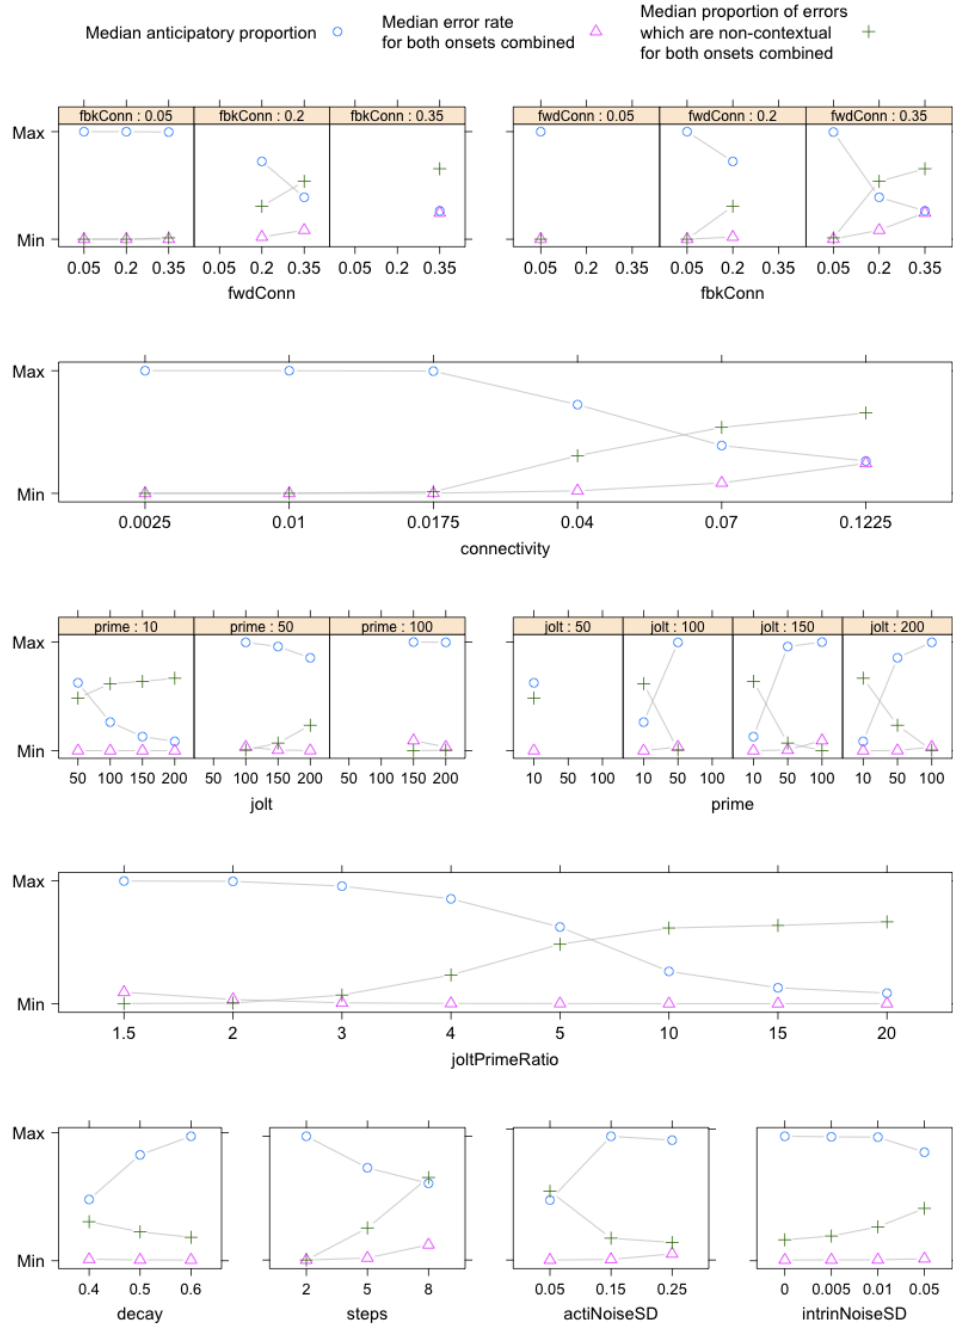 Median anticipatory proportion
Median error rate
for both onsets combined
Median proportion of errors
which are non-contextual
for both onsets combined
fbkConn : 0.05 fbkConn : 0.2 fbkConn : 0.35
fwdConn : 0.05 fwdConn : 0.2 fwdConn : 0.35
Max
Min
0.05 0.2 0.35 0.05 0.2 0.35 0.05 0.2 0.35
fwdConn
0.05 0.2 0.35 0.05 0.2 0.35 0.05 0.2 0.35
fbkConn
Max
Min
0.0025 0.01 0.0175 0.04 0.07 0.1225
connectivity
prime : 10 prime : 50 prime : 100
jolt : 50 jolt : 100 jolt : 150 jolt : 200
Max
Min
50 100 150 200 50 100 150 200 50 100 150 200
jolt
10 50 100 10 50 100 10 50 100 10 50 100
prime
Max
Min
1.5 2 3 4 5 10 15 20
joltPrimeRatio
Max
Min
0.4 0.5 0.6
decay
2 5 8
steps
0.05 0.15 0.25
actiNoiseSD
0 0.005 0.01 0.05
intrinNoiseSD